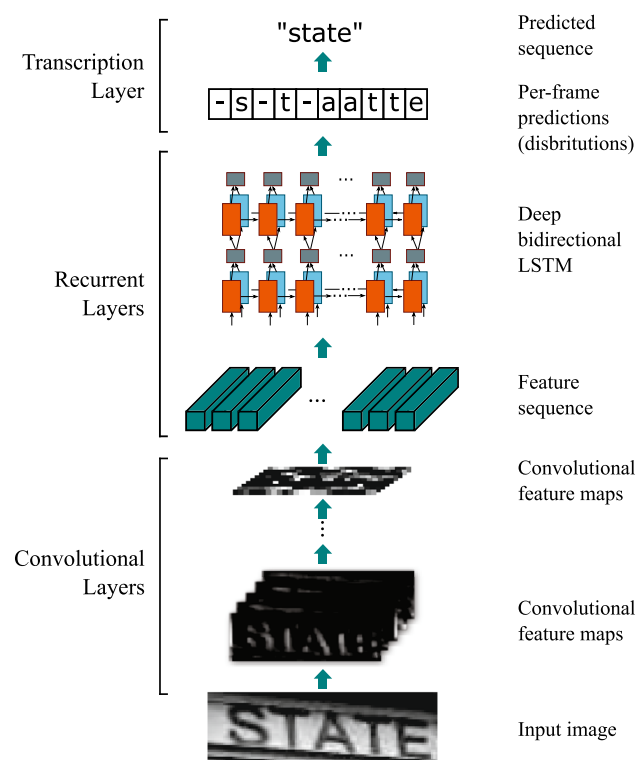 "state"
Predicted
sequence
Transcription
Layer
-s-t-aatte
Per-frame
predictions
(disbritutions)
...
Deep
bidirectional
LSTM
...
Recurrent
Layers
...
Feature
sequence
Convolutional
feature maps
Convolutional
Layers
STATE
Convolutional
feature maps
STATE
Input image